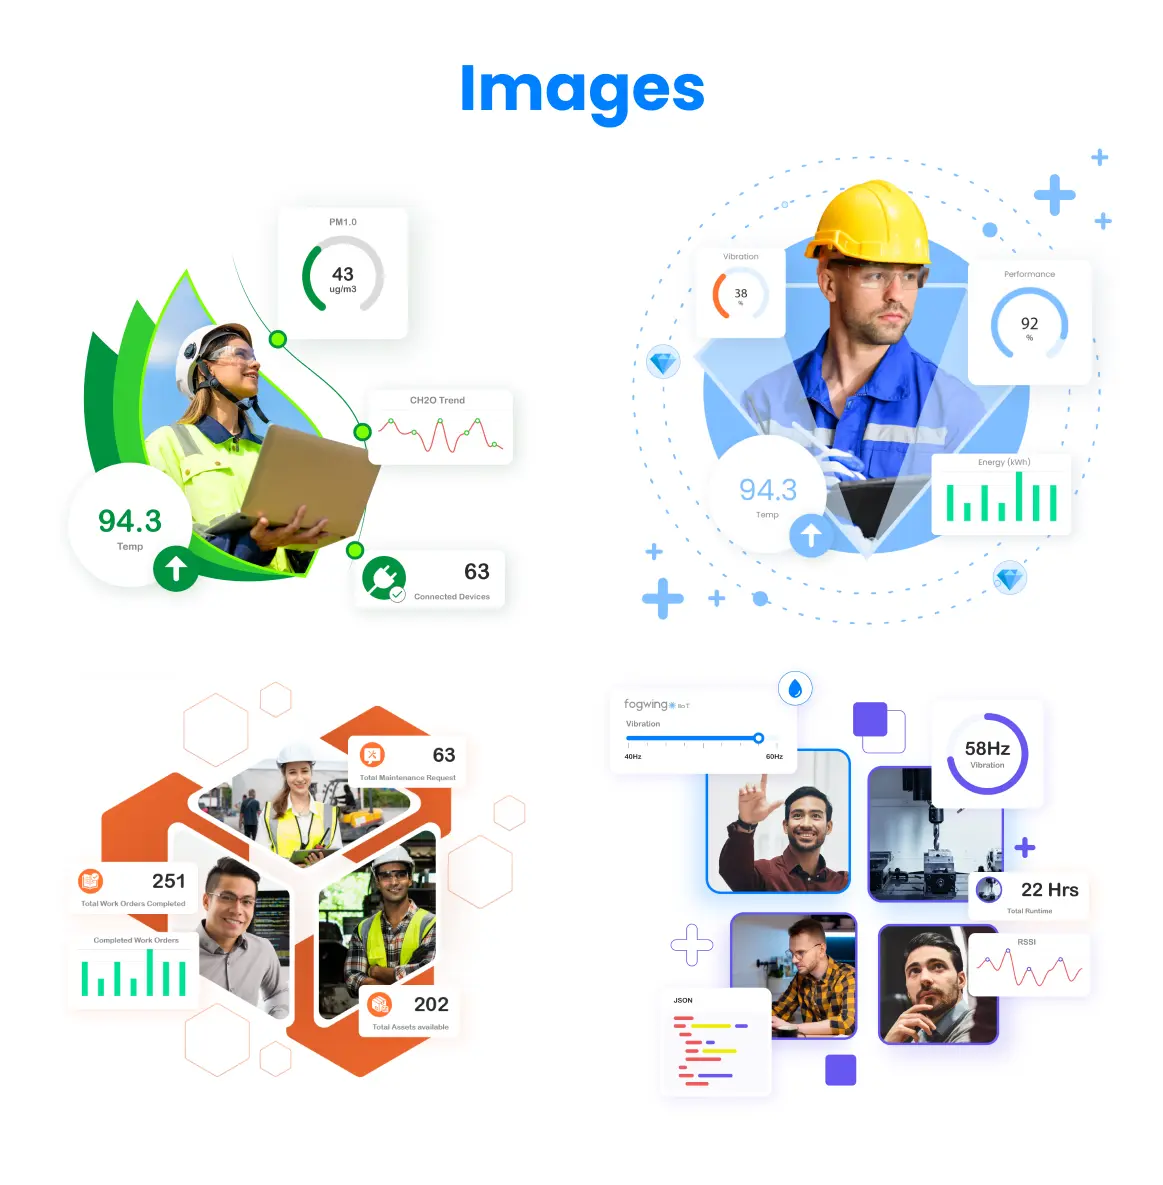 Images
PM1.0
43
ug/m3
CH2O Trend
94.3
Temp
63
Connected Devices
Vibration
38
%
Performance
92
%
Energy (kWh)
94.3
Temp
63
Total Maintenance Request
251
Total Work Orders Completed
Completed Work Orders
202
Total Assets available
fogwing IIoT
Vibration
40Hz
60Hz
58Hz
Vibration
22 Hrs
Total Runtime
RSSI
JSON